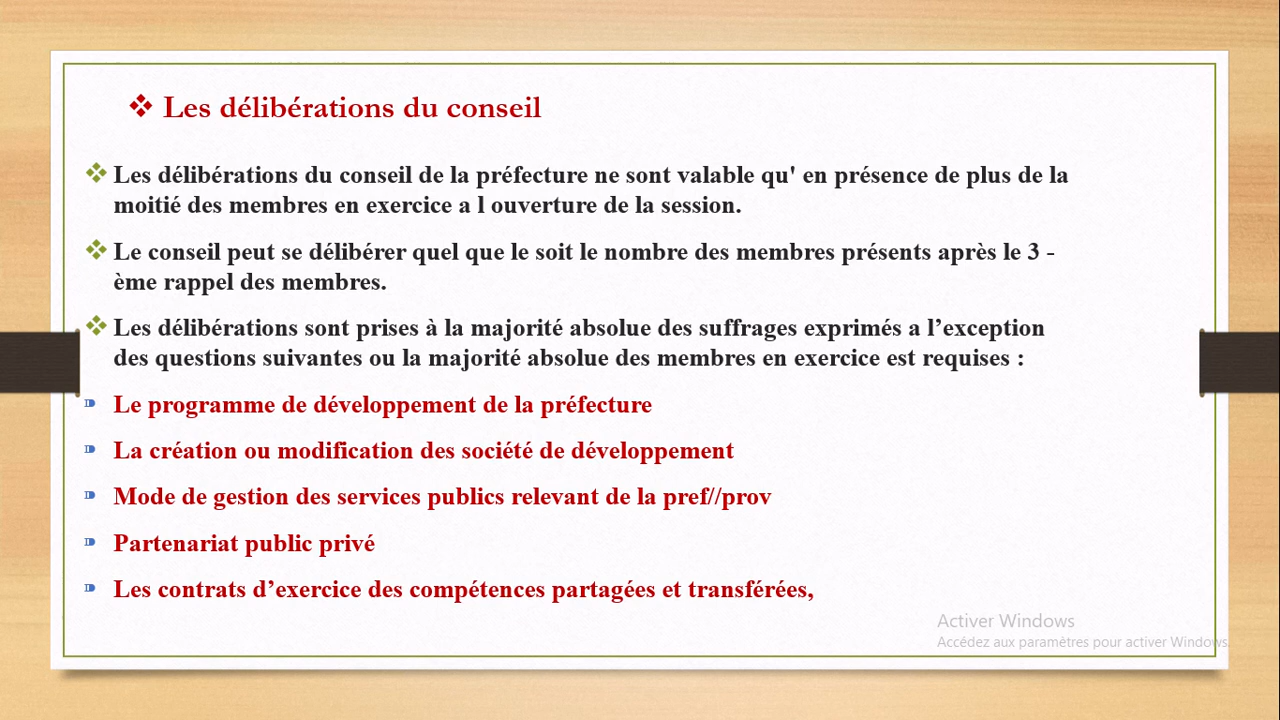 Les délibérations du conseil
Les délibérations du conseil de la préfecture ne sont valable qu' en présence de plus de la
moitié des membres en exercice a l ouverture de la session.
Le conseil peut se délibérer quel que le soit le nombre des membres présents après le 3 -
ème rappel des membres.
Les délibérations sont prises à la majorité absolue des suffrages exprimés a l’exception
des questions suivantes ou la majorité absolue des membres en exercice est requises :
Le programme de développement de la préfecture
La création ou modification des société de développement
Mode de gestion des services publics relevant de la pref//prov
Partenariat public privé
Les contrats d’exercice des compétences partagées et transférées,
Activer Windows
Accédez aux paramètres pour activer Windows.